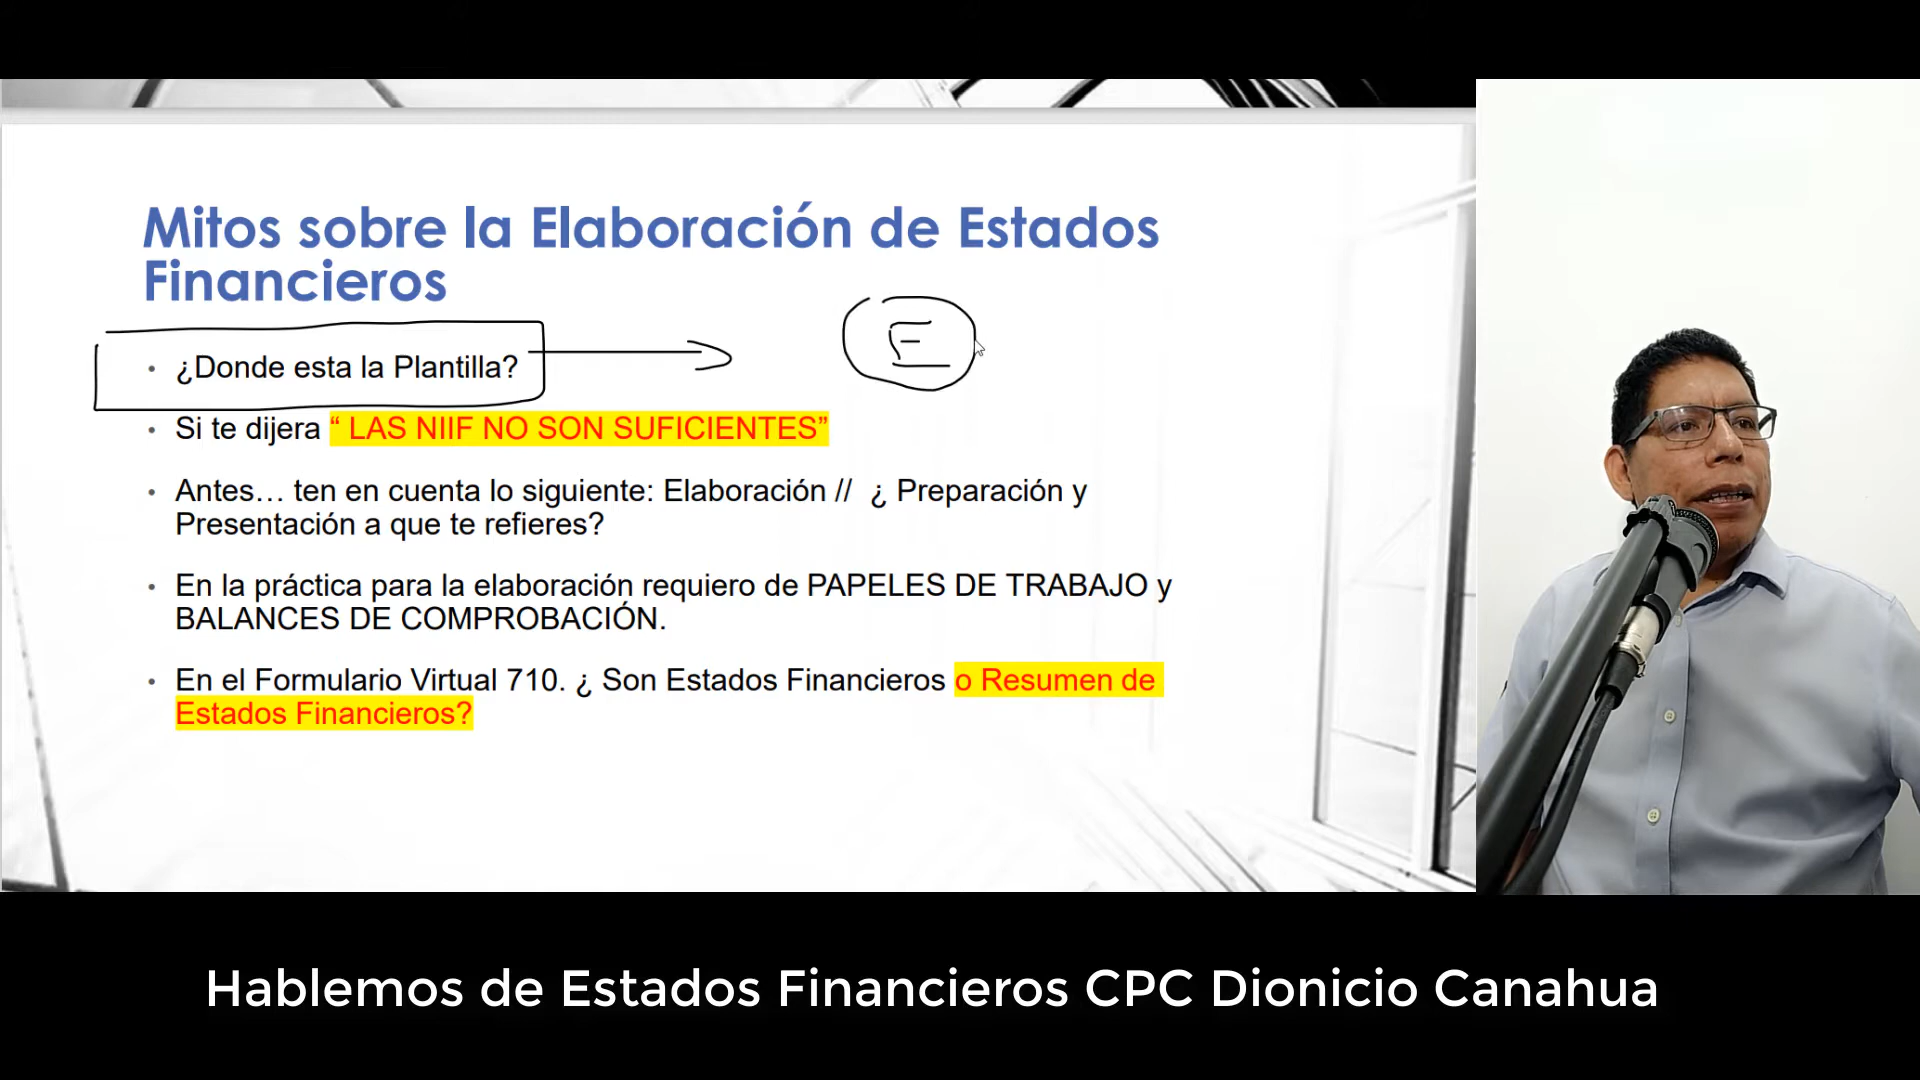 Mitos sobre la Elaboración de Estados
Financieros
• ¿Donde esta la Plantilla?
E
• Si te dijera “ LAS NIIF NO SON SUFICIENTES”
• Antes… ten en cuenta lo siguiente: Elaboración // ¿ Preparación y
Presentación a que te refieres?
• En la práctica para la elaboración requiero de PAPELES DE TRABAJO y
BALANCES DE COMPROBACIÓN.
• En el Formulario Virtual 710. ¿ Son Estados Financieros o Resumen de
Estados Financieros?
Hablemos de Estados Financieros CPC Dionicio Canahua